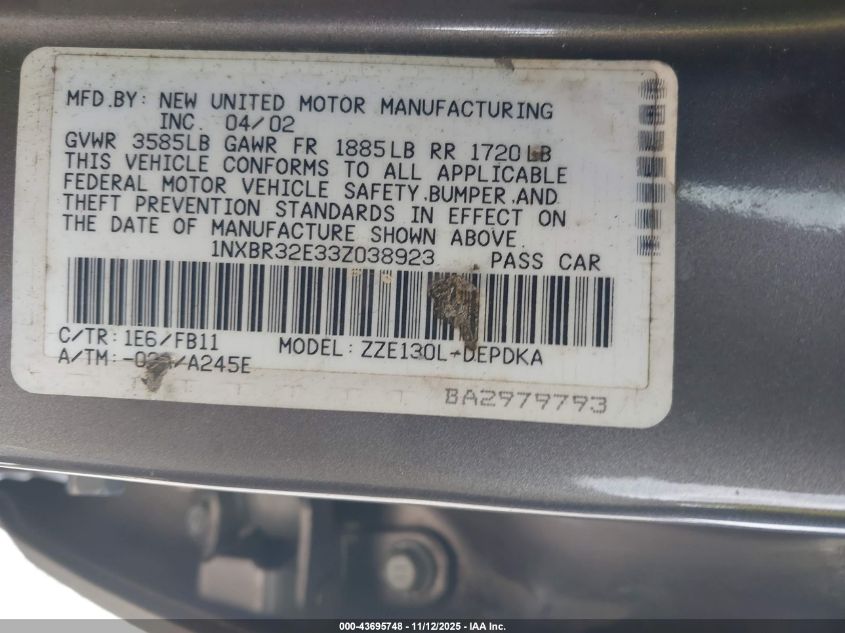 MFD.BY: NEW UNITED MOTOR MANUFACTURING
INC. 04/02
GVWR 3585LB GAWR FR 1885LB RR 1720LB
THIS VEHICLE CONFORMS TO ALL APPLICABLE
FEDERAL MOTOR VEHICLE SAFETY,BUMPER,AND
THEFT PREVENTION STANDARDS IN EFFECT ON
THE DATE OF MANUFACTURE SHOWN ABOVE.
1NXBR32E33Z038923 PASS CAR
C/TR: 1E6/FB11 MODEL: ZZE130L-DEPDKA
A/TM: /A245E
BA2979793
000-43695748 - 11/12/2025 - IAA Inc.